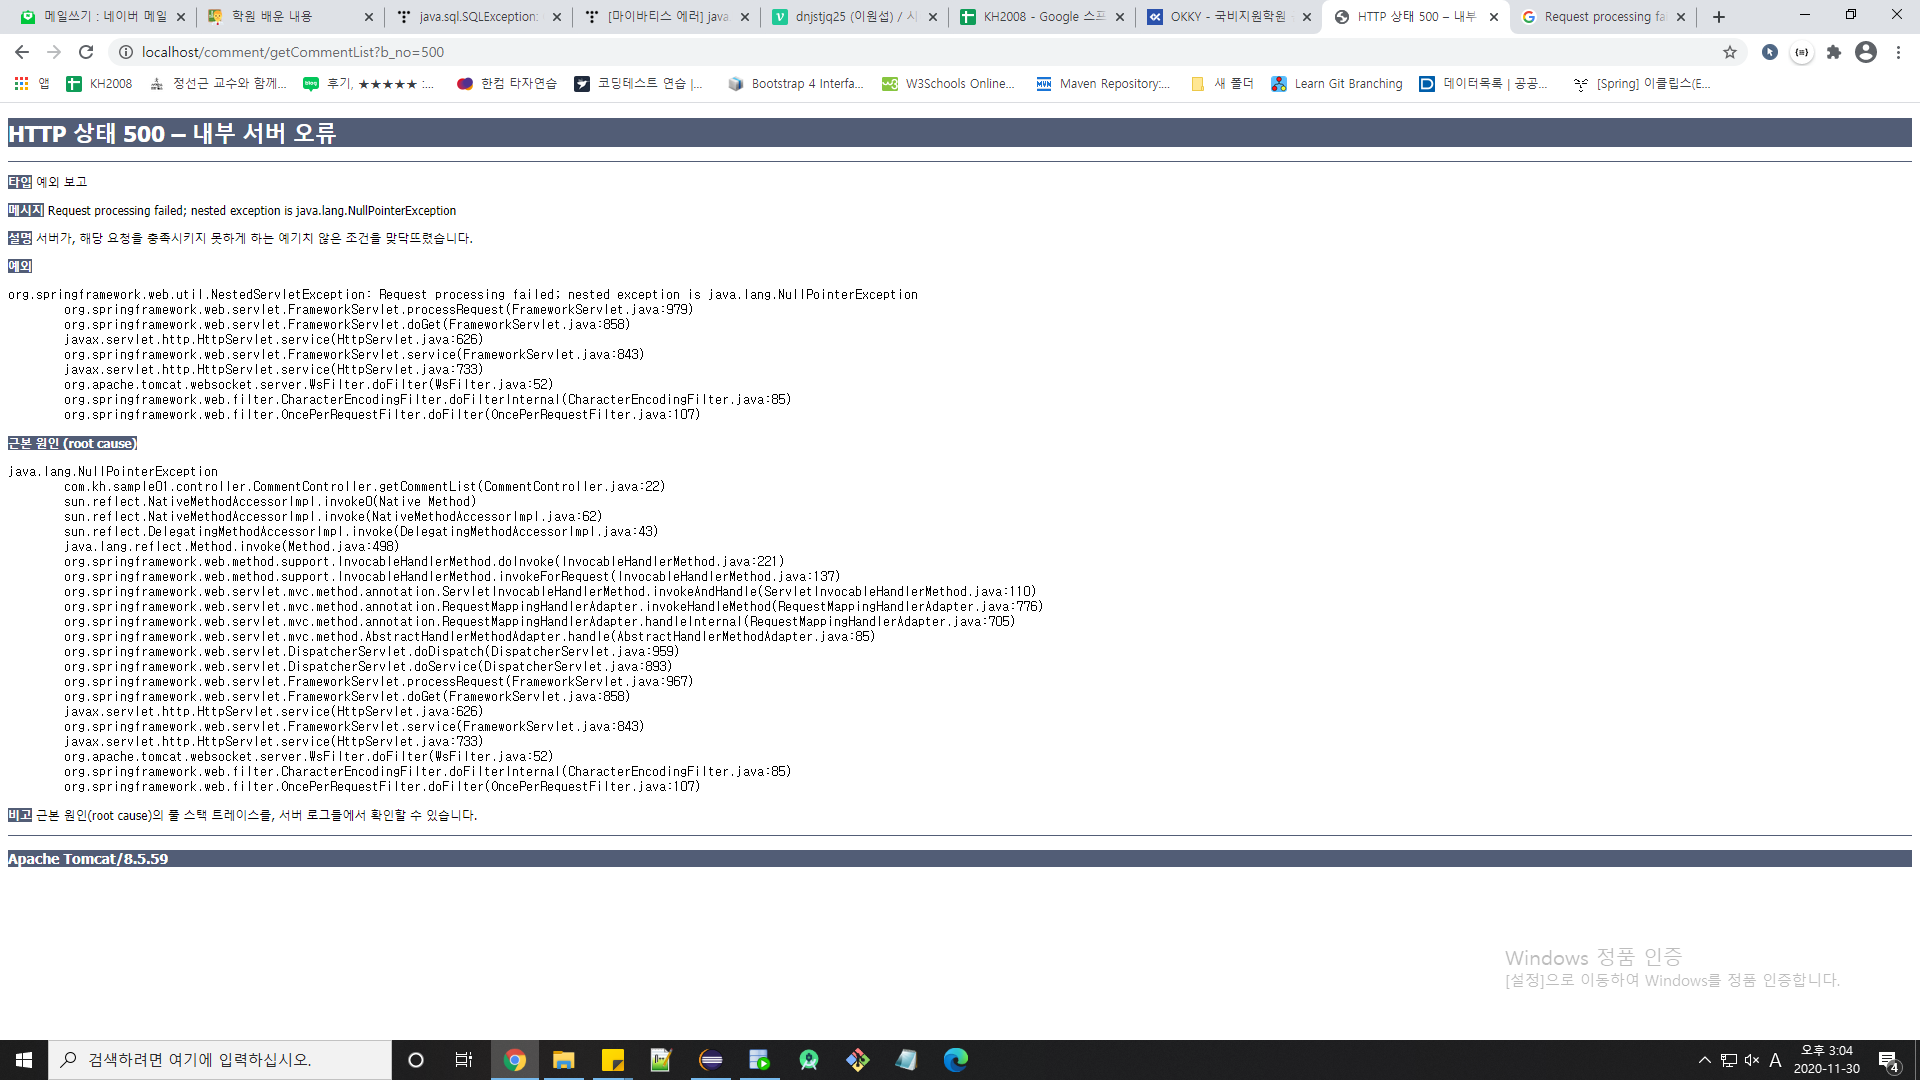 메일쓰기 : 네이버 메일
학원 배운 내용
java.sql.SQLException:
[마이바티스 에러] java.
dnjstjq25 (이원섭) / 시
KH2008 - Google 스프
OKKY - 국비지원학원
HTTP 상태 500 – 내부
Request processing fa
localhost/comment/getCommentList?b_no=500
앱
KH2008
정선근 교수와 함께...
후기, ★★★★★ :...
한컴 타자연습
코딩테스트 연습 |...
Bootstrap 4 Interfa...
W3Schools Online...
Maven Repository:...
새 폴더
Learn Git Branching
데이터목록 | 공공...
[Spring] 이클립스(E...
HTTP 상태 500 – 내부 서버 오류
타입 예외 보고
메시지 Request processing failed; nested exception is java.lang.NullPointerException
설명 서버가, 해당 요청을 충족시키지 못하게 하는 예기치 않은 조건을 맞닥뜨렸습니다.
예외
org.springframework.web.util.NestedServletException: Request processing failed; nested exception is java.lang.NullPointerException
org.springframework.web.servlet.FrameworkServlet.processRequest(FrameworkServlet.java:979)
org.springframework.web.servlet.FrameworkServlet.doGet(FrameworkServlet.java:858)
javax.servlet.http.HttpServlet.service(HttpServlet.java:626)
org.springframework.web.servlet.FrameworkServlet.service(FrameworkServlet.java:843)
javax.servlet.http.HttpServlet.service(HttpServlet.java:733)
org.apache.tomcat.websocket.server.WsFilter.doFilter(WsFilter.java:52)
org.springframework.web.filter.CharacterEncodingFilter.doFilterInternal(CharacterEncodingFilter.java:85)
org.springframework.web.filter.OncePerRequestFilter.doFilter(OncePerRequestFilter.java:107)
근본 원인 (root cause)
java.lang.NullPointerException
com.kh.sample01.controller.CommentController.getCommentList(CommentController.java:22)
sun.reflect.NativeMethodAccessorImpl.invoke0(Native Method)
sun.reflect.NativeMethodAccessorImpl.invoke(NativeMethodAccessorImpl.java:62)
sun.reflect.DelegatingMethodAccessorImpl.invoke(DelegatingMethodAccessorImpl.java:43)
java.lang.reflect.Method.invoke(Method.java:498)
org.springframework.web.method.support.InvocableHandlerMethod.doInvoke(InvocableHandlerMethod.java:221)
org.springframework.web.method.support.InvocableHandlerMethod.invokeForRequest(InvocableHandlerMethod.java:137)
org.springframework.web.servlet.mvc.method.annotation.ServletInvocableHandlerMethod.invokeAndHandle(ServletInvocableHandlerMethod.java:110)
org.springframework.web.servlet.mvc.method.annotation.RequestMappingHandlerAdapter.invokeHandleMethod(RequestMappingHandlerAdapter.java:776)
org.springframework.web.servlet.mvc.method.annotation.RequestMappingHandlerAdapter.handleInternal(RequestMappingHandlerAdapter.java:705)
org.springframework.web.servlet.mvc.method.AbstractHandlerMethodAdapter.handle(AbstractHandlerMethodAdapter.java:85)
org.springframework.web.servlet.DispatcherServlet.doDispatch(DispatcherServlet.java:959)
org.springframework.web.servlet.DispatcherServlet.doService(DispatcherServlet.java:893)
org.springframework.web.servlet.FrameworkServlet.processRequest(FrameworkServlet.java:967)
org.springframework.web.servlet.FrameworkServlet.doGet(FrameworkServlet.java:858)
javax.servlet.http.HttpServlet.service(HttpServlet.java:626)
org.springframework.web.servlet.FrameworkServlet.service(FrameworkServlet.java:843)
javax.servlet.http.HttpServlet.service(HttpServlet.java:733)
org.apache.tomcat.websocket.server.WsFilter.doFilter(WsFilter.java:52)
org.springframework.web.filter.CharacterEncodingFilter.doFilterInternal(CharacterEncodingFilter.java:85)
org.springframework.web.filter.OncePerRequestFilter.doFilter(OncePerRequestFilter.java:107)
비고 근본 원인(root cause)의 풀 스택 트레이스를, 서버 로그들에서 확인할 수 있습니다.
Apache Tomcat/8.5.59
Windows 정품 인증
[설정]으로 이동하여 Windows를 정품 인증합니다.
검색하려면 여기에 입력하십시오.
A
오후 3:04
2020-11-30
4